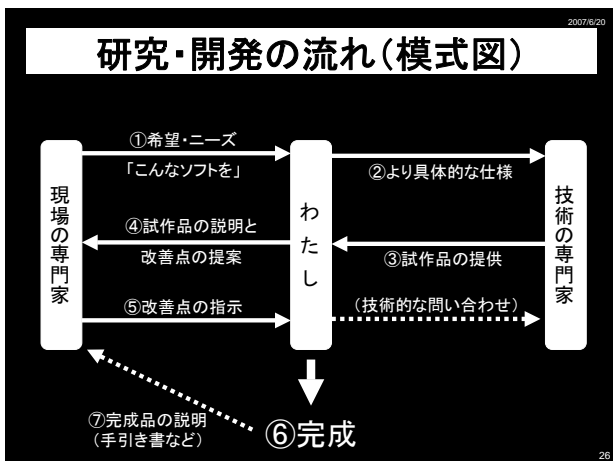 2007/6/20
研究・開発の流れ(模式図)
①希望・ニーズ
「こんなソフトを」
②より具体的な仕様
現場の専門家
わたし
技術の専門家
④試作品の説明と
改善点の提案
③試作品の提供
⑤改善点の指示
(技術的な問い合わせ)
⑦完成品の説明
(手引き書など)
⑥完成
26